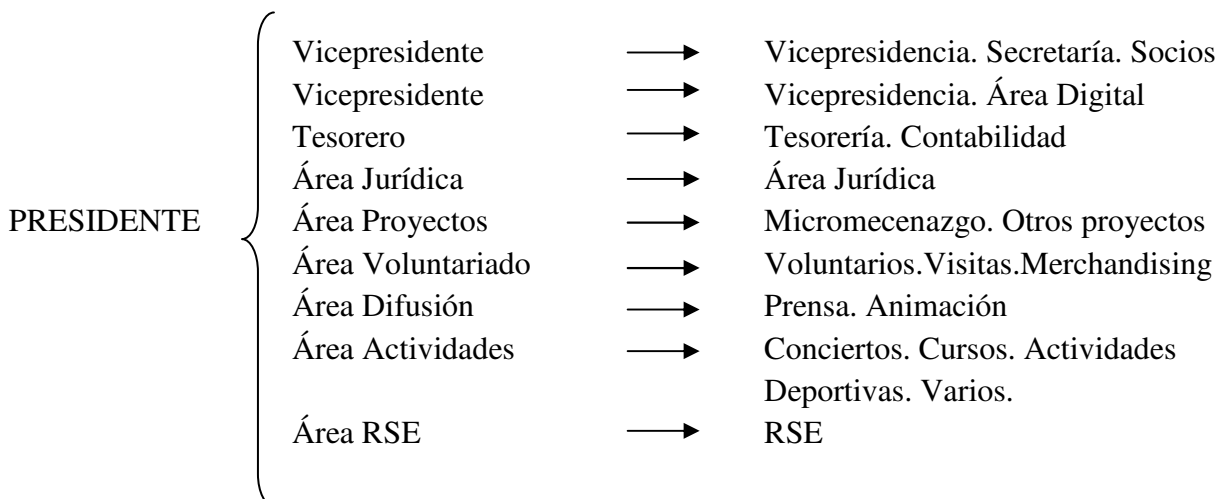 Vicepresidente Vicepresidencia. Secretaría. Socios
Vicepresidente Vicepresidencia. Área Digital
Tesorero Tesorería. Contabilidad
Área Jurídica Área Jurídica
PRESIDENTE Área Proyectos Micromecenazgo. Otros proyectos
Área Voluntariado Voluntarios.Visitas.Merchandising
Área Difusión Prensa. Animación
Área Actividades Conciertos. Cursos. Actividades
Deportivas. Varios.
Área RSE RSE